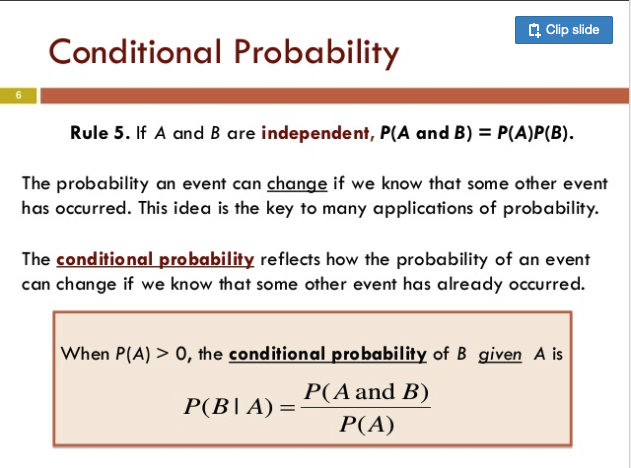 Clip slide
Conditional Probability
6
Rule 5. If A and B are independent, P(A and B) = P(A)P(B).
The probability an event can change if we know that some other event
has occurred. This idea is the key to many applications of probability.
The conditional probability reflects how the probability of an event
can change if we know that some other event has already occurred.
When P(A) > 0, the conditional probability of B given A is
P(B | A) = P(A and B) / P(A)